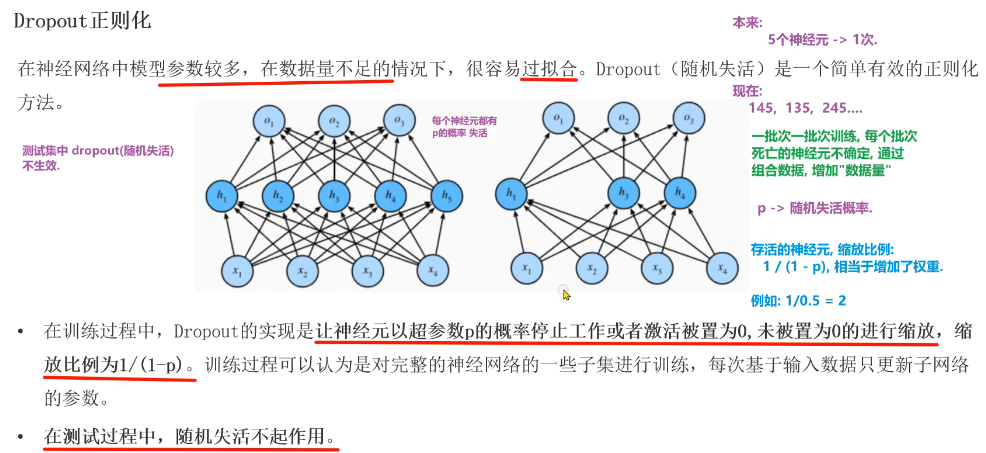 Dropout正则化
本来:
5个神经元 -> 1次.
在神经网络中模型参数较多，在数据量不足的情况下，很容易过拟合。Dropout（随机失活）是一个简单有效的正则化
方法。
现在:
145, 135, 245....
测试集中 dropout(随机失活)
不生效.
o1 o2 o3
每个神经元都有
p的概率 失活
h1 h2 h3 h4 h5
x1 x2 x3 x4
o1 o2 o3
h1 h3 h4
x1 x2 x3 x4
一批次一批次训练, 每个批次
死亡的神经元不确定, 通过
组合数据, 增加"数据量"
p -> 随机失活概率.
存活的神经元, 缩放比例:
1 / (1 - p), 相当于增加了权重.
例如: 1/0.5 = 2
• 在训练过程中，Dropout的实现是让神经元以超参数p的概率停止工作或者激活被置为0,未被置为0的进行缩放，缩
放比例为1/(1-p)。训练过程可以认为是对完整的神经网络的一些子集进行训练，每次基于输入数据只更新子网络
的参数。
• 在测试过程中，随机失活不起作用。